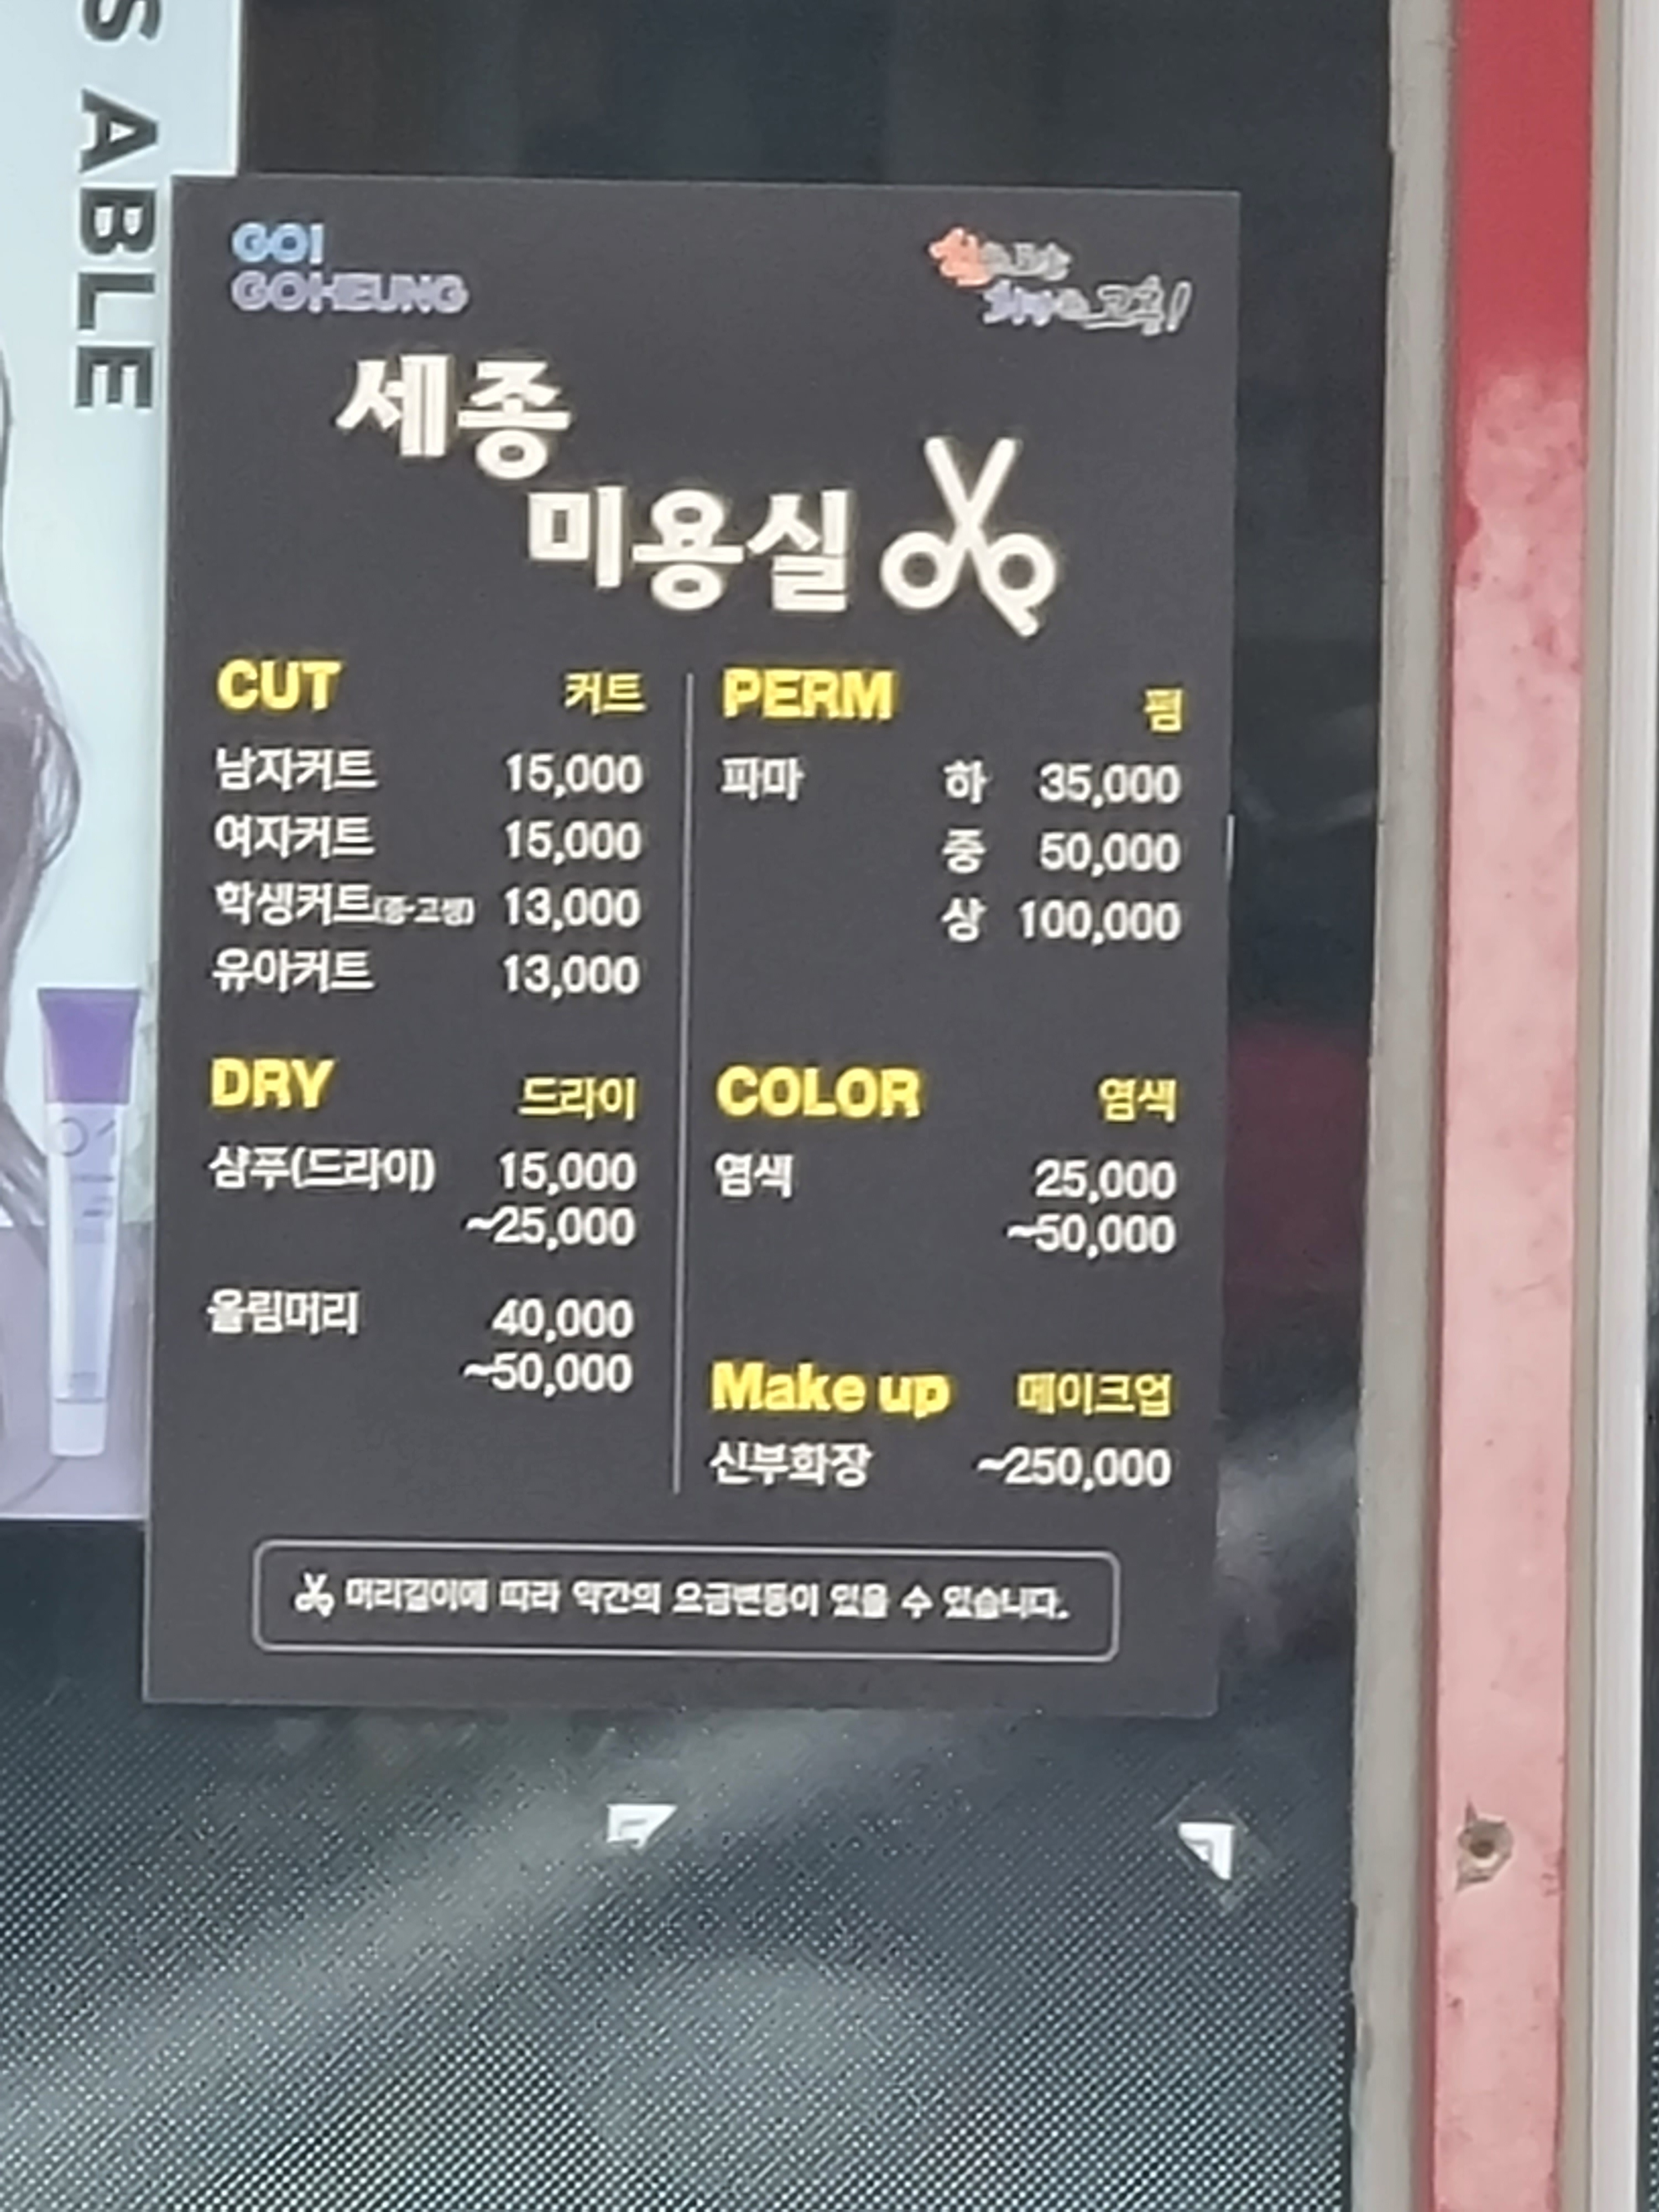 S ABLE
GO!
GOHEUNG
고흥!
세종
미용실
CUT 커트
남자커트 15,000
여자커트 15,000
학생커트(중·고생) 13,000
유아커트 13,000
DRY 드라이
샴푸(드라이) 15,000
~25,000
올림머리 40,000
~50,000
PERM 펌
파마 하 35,000
중 50,000
상 100,000
COLOR 염색
염색 25,000
~50,000
Make up 메이크업
신부화장 ~250,000
머리길이에 따라 약간의 요금변동이 있을 수 있습니다.
01